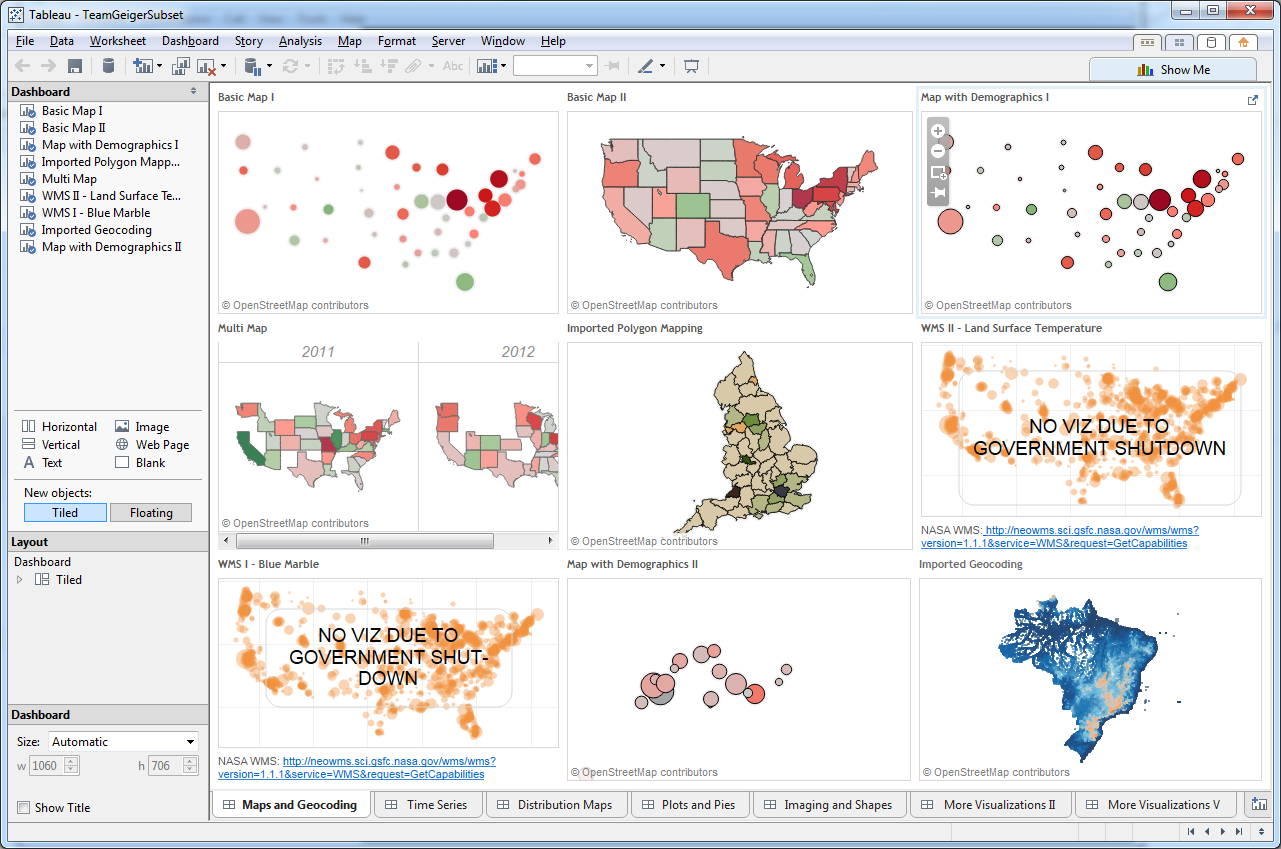 Tableau - TeamGeigerSubset
File Data Worksheet Dashboard Story Analysis Map Format Server Window Help
Abc
Show Me
Dashboard
Basic Map I
Basic Map II
Map with Demographics I
Imported Polygon Mapp...
Multi Map
WMS II - Land Surface Te...
WMS I - Blue Marble
Imported Geocoding
Map with Demographics II
Horizontal Image
Vertical Web Page
A Text Blank
New objects:
Tiled Floating
Layout
Dashboard
Tiled
Dashboard
Size: Automatic
w 1060 h 706
Show Title
Basic Map I
© OpenStreetMap contributors
Basic Map II
© OpenStreetMap contributors
Map with Demographics I
© OpenStreetMap contributors
Multi Map
2011 2012
© OpenStreetMap contributors
Imported Polygon Mapping
© OpenStreetMap contributors
WMS II - Land Surface Temperature
NO VIZ DUE TO
GOVERNMENT SHUTDOWN
NASA WMS: http://neowms.sci.gsfc.nasa.gov/wms/wms?
version=1.1.1&service=WMS&request=GetCapabilities
WMS I - Blue Marble
NO VIZ DUE TO
GOVERNMENT SHUT-
DOWN
NASA WMS: http://neowms.sci.gsfc.nasa.gov/wms/wms?
version=1.1.1&service=WMS&request=GetCapabilities
Map with Demographics II
© OpenStreetMap contributors
Imported Geocoding
© OpenStreetMap contributors
Maps and Geocoding Time Series Distribution Maps Plots and Pies Imaging and Shapes More Visualizations II More Visualizations V